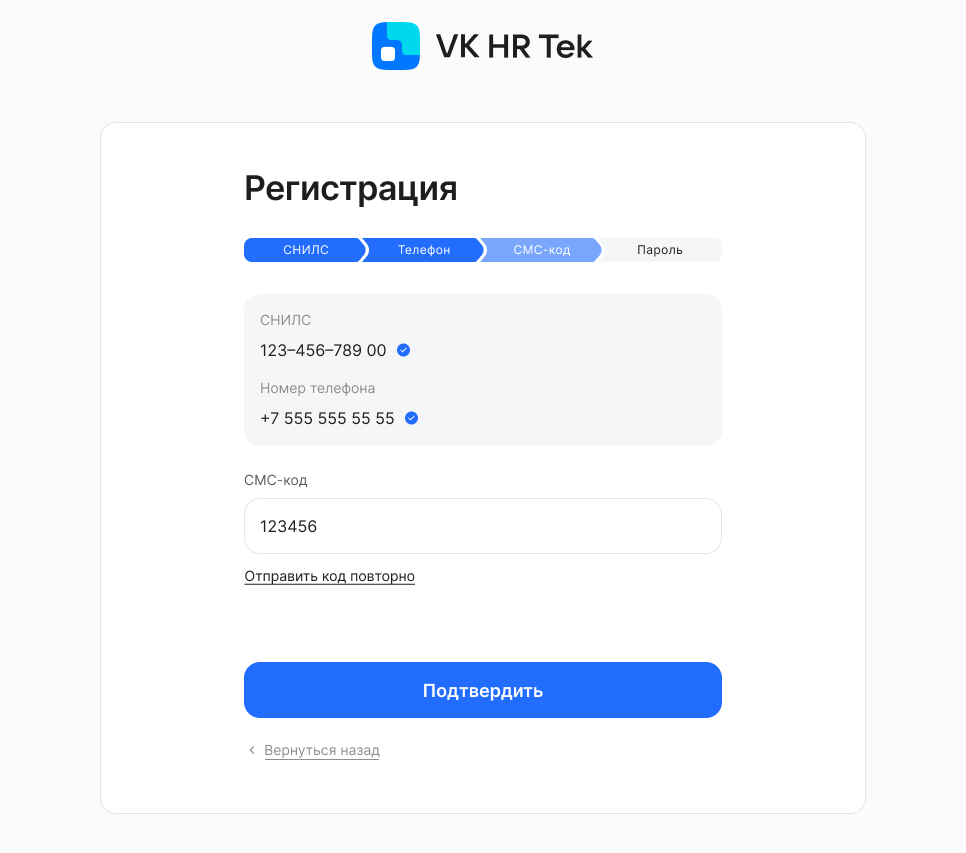 VK HR Tek
Регистрация
СНИЛС
Телефон
СМС-код
Пароль
СНИЛС
123–456–789 00
Номер телефона
+7 555 555 55 55
СМС-код
123456
Отправить код повторно
Подтвердить
Вернуться назад